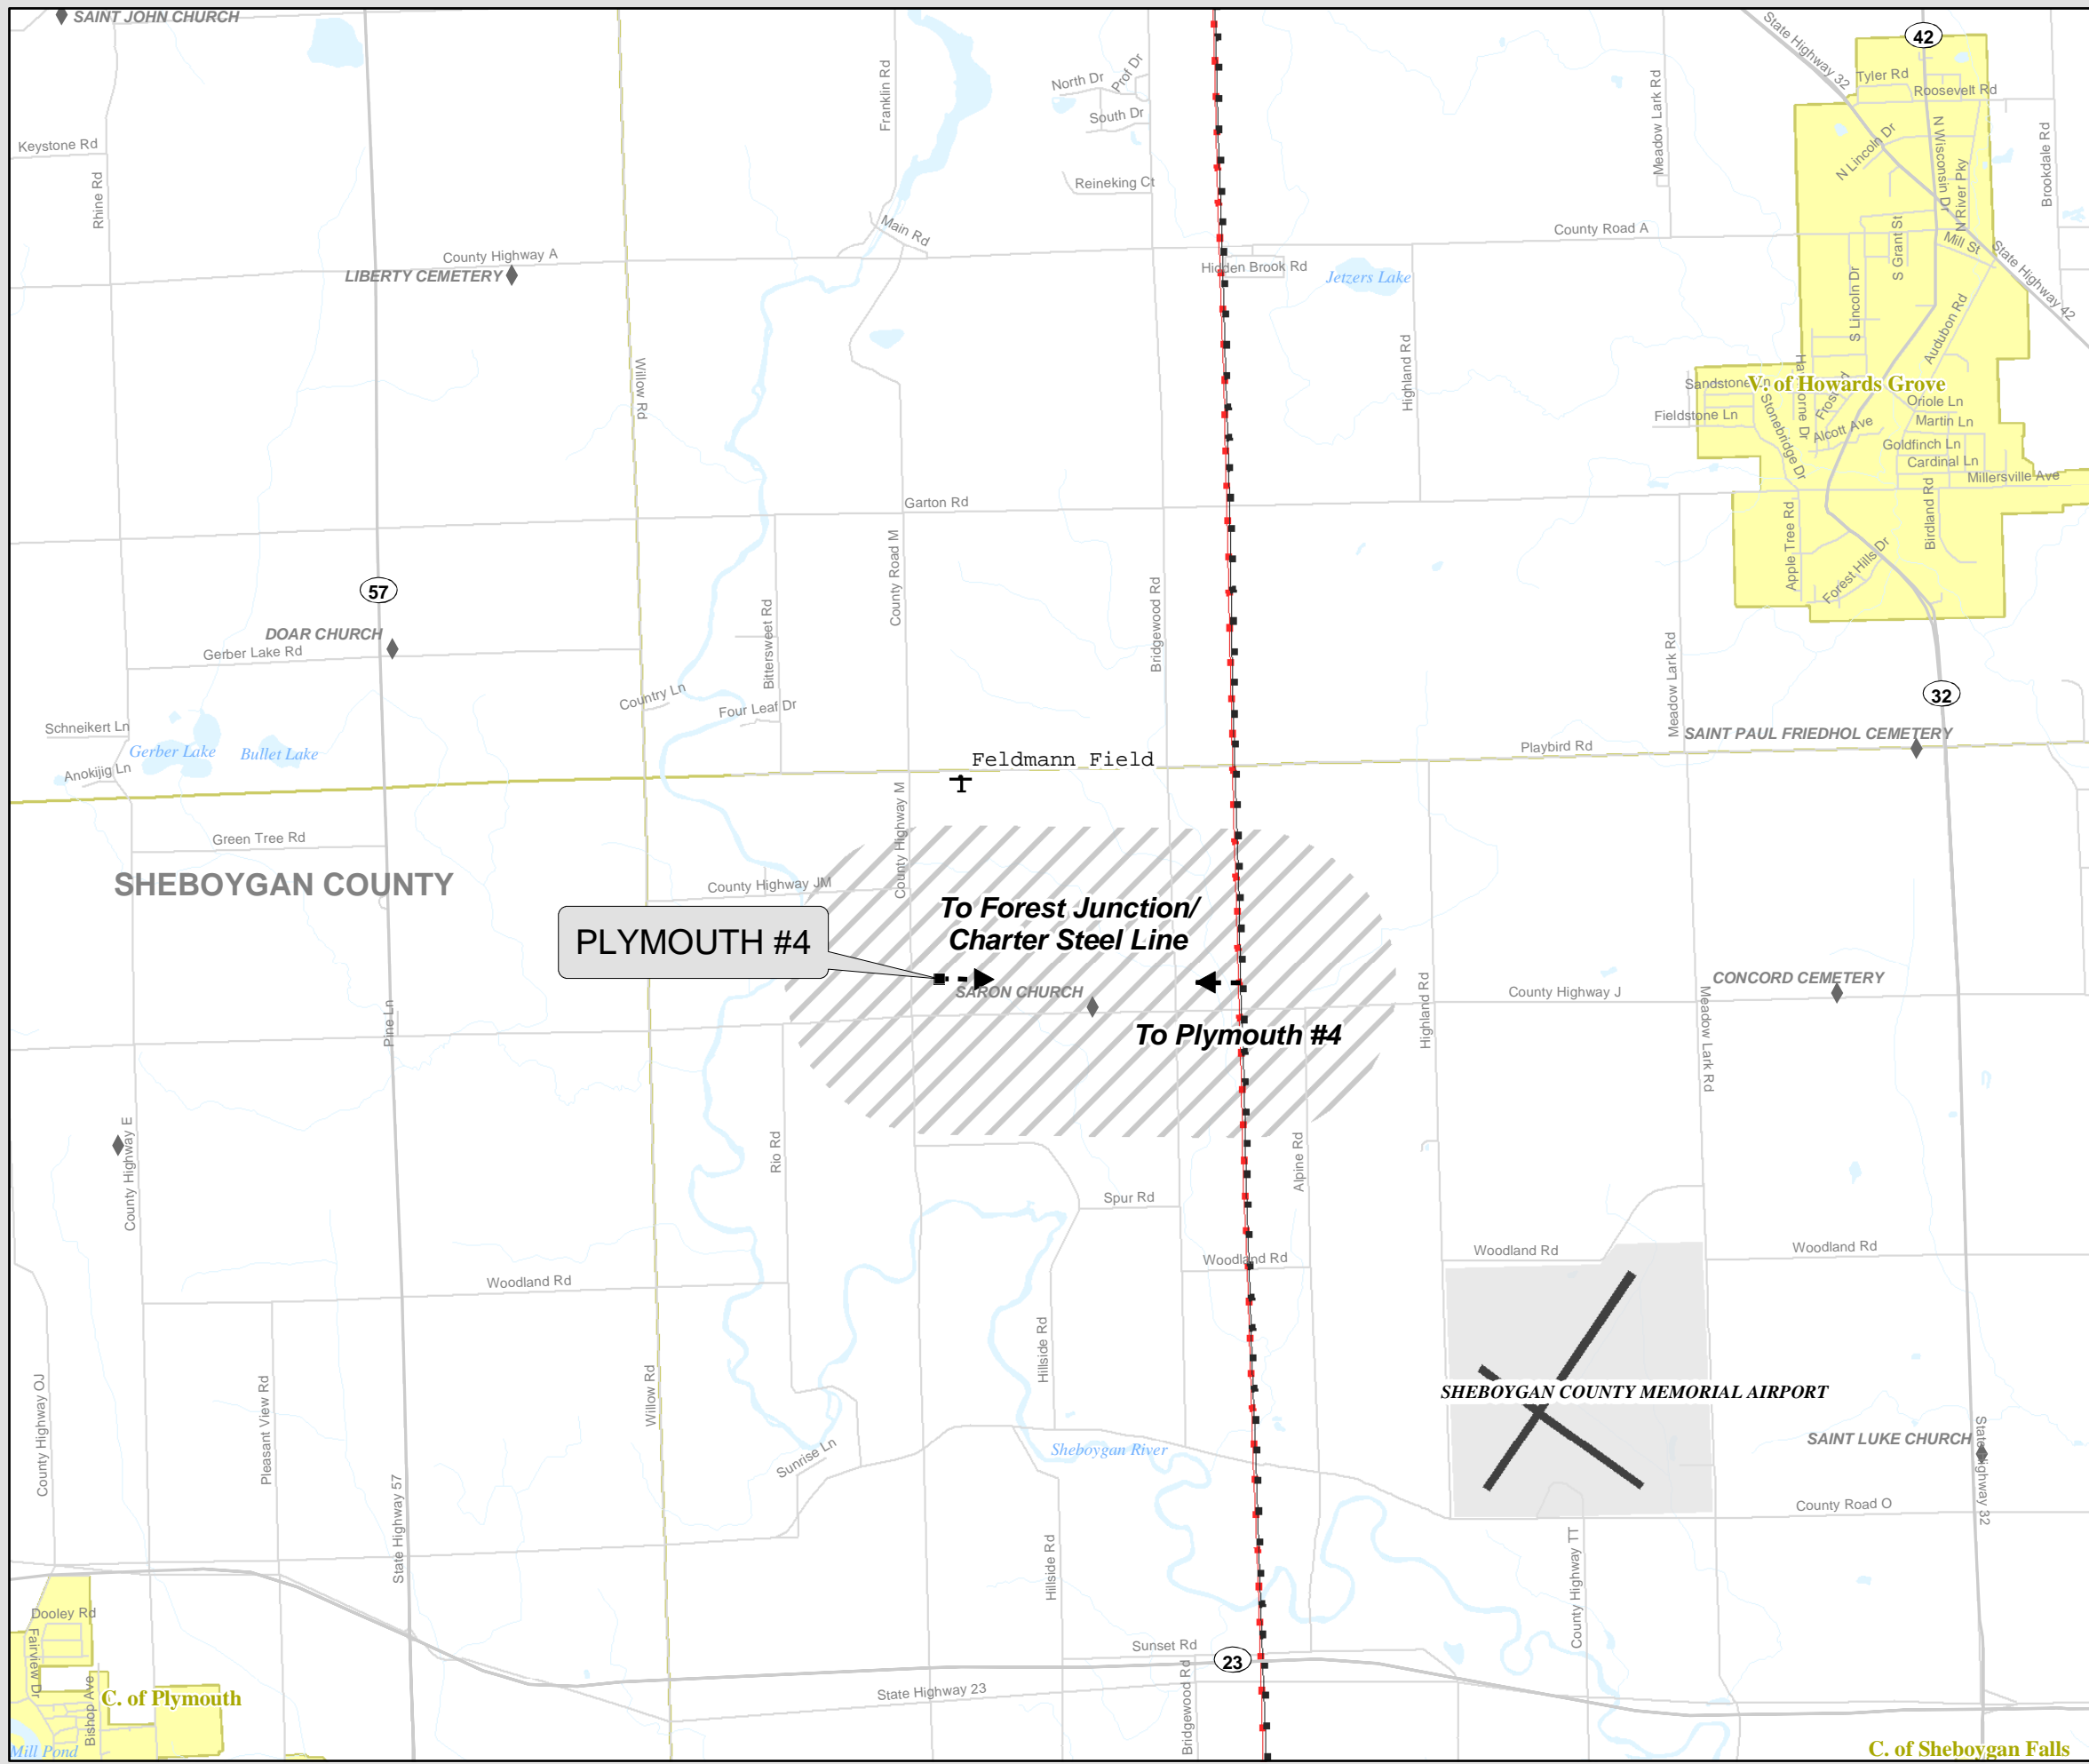 SAINT JOHN CHURCH
42
State Highway 32
Tyler Rd
Roosevelt Rd
North Dr
Prof Dr
South Dr
Franklin Rd
Meadow Lark Rd
Keystone Rd
Rhine Rd
N Lincoln Dr
N Wisconsin Dr
N River Pky
Brookdale Rd
Reineking Ct
Main Rd
County Highway A
County Road A
LIBERTY CEMETERY
Hidden Brook Rd
Jetzers Lake
S Grant St
Mill St
State Highway 42
S Lincoln Dr
Audubon Rd
Willow Rd
Highland Rd
Sandstone Ln
V. of Howards Grove
Fieldstone Ln
Stonebridge Dr
Frost Rd
Alcott Ave
Oriole Ln
Martin Ln
Goldfinch Ln
Cardinal Ln
Millersville Ave
Garton Rd
County Road M
Apple Tree Rd
Birdland Rd
Forest Hills Dr
57
Bittersweet Rd
Bridgewood Rd
DOAR CHURCH
Gerber Lake Rd
Meadow Lark Rd
Country Ln
Four Leaf Dr
32
Schneikert Ln
Gerber Lake
Bullet Lake
Anokijig Ln
SAINT PAUL FRIEDHOL CEMETERY
Playbird Rd
Feldmann Field
County Highway M
Green Tree Rd
SHEBOYGAN COUNTY
County Highway JM
To Forest Junction/
Charter Steel Line
PLYMOUTH #4
SARON CHURCH
To Plymouth #4
Highland Rd
County Highway J
CONCORD CEMETERY
Meadow Lark Rd
Pine Ln
County Highway E
Rio Rd
Alpine Rd
Spur Rd
Woodland Rd
Woodland Rd
Woodland Rd
Woodland Rd
Hillside Rd
Willow Rd
Pleasant View Rd
County Highway OJ
SHEBOYGAN COUNTY MEMORIAL AIRPORT
SAINT LUKE CHURCH
State Highway 32
Sheboygan River
Sunrise Ln
State Highway 57
County Road O
County Highway TT
Hillside Rd
Dooley Rd
Fairview Dr
Bishop Ave
C. of Plymouth
Mill Pond
Sunset Rd
23
State Highway 23
Bridgewood Rd
C. of Sheboygan Falls